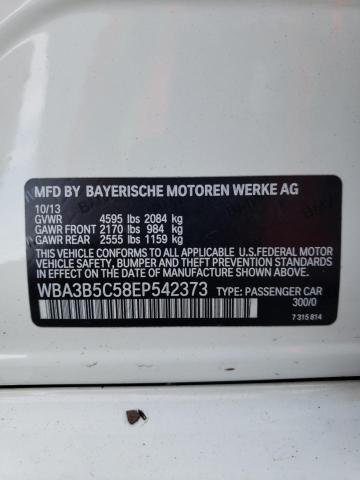 MFD BY BAYERISCHE MOTOREN WERKE AG
10/13
GVWR 4595 lbs 2084 kg
GAWR FRONT 2170 lbs 984 kg
GAWR REAR 2555 lbs 1159 kg
THIS VEHICLE CONFORMS TO ALL APPLICABLE U.S.FEDERAL MOTOR
VEHICLE SAFETY, BUMPER, AND THEFT PREVENTION STANDARDS IN
EFFECT ON THE DATE OF MANUFACTURE SHOWN ABOVE.
WBA3B5C58EP542373 TYPE: PASSENGER CAR
300/0
7 315 814